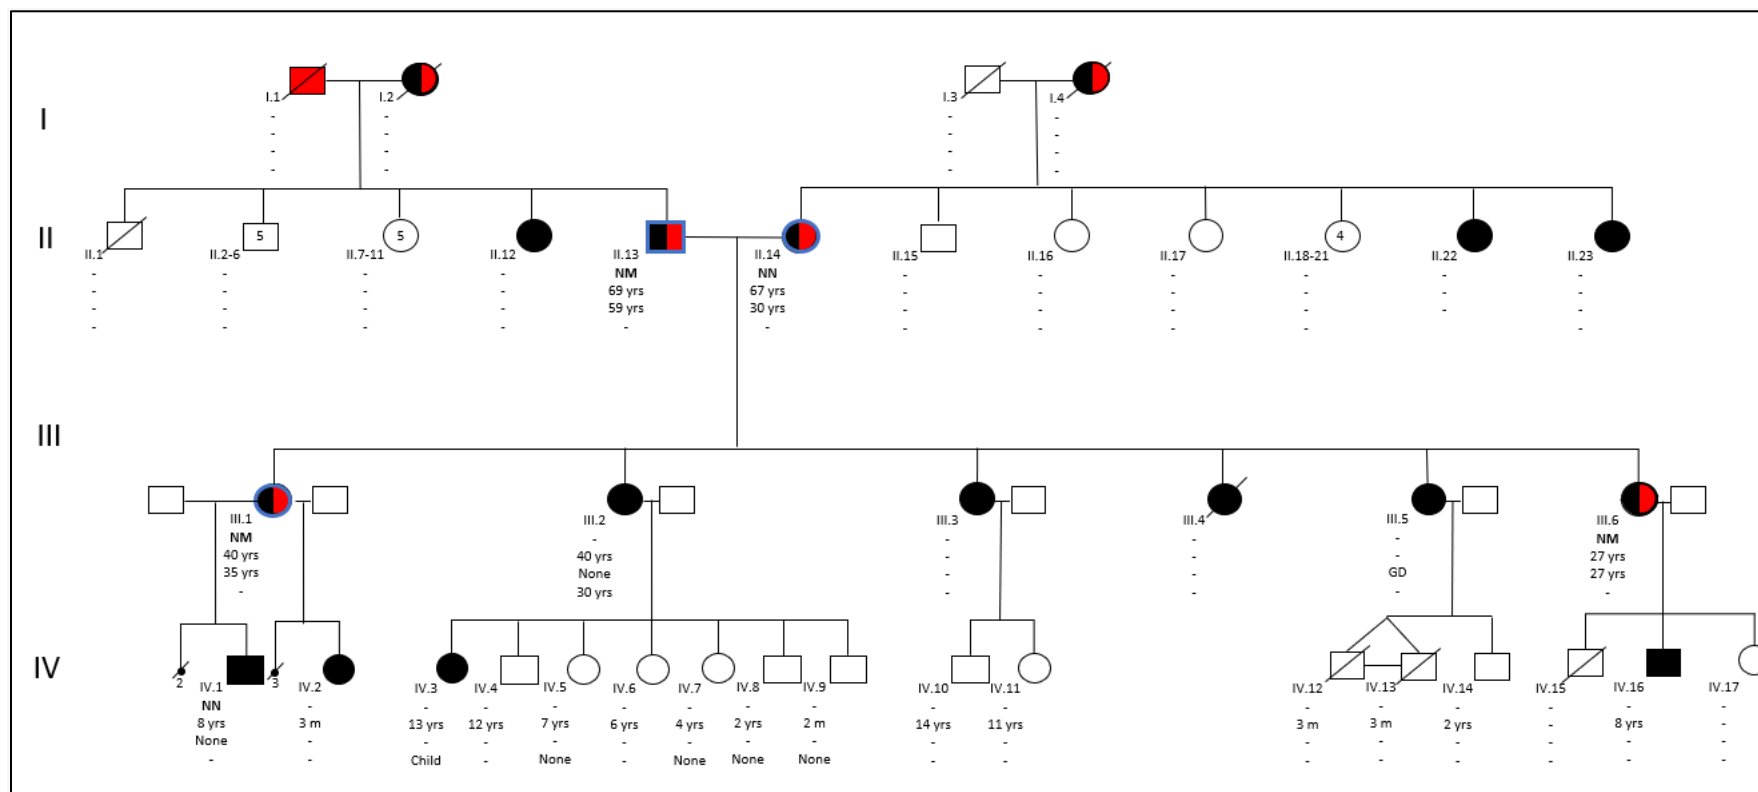 I
I.1
-
-
-
-
I.2
-
-
-
-
I.3
-
-
-
-
I.4
-
-
-
-
II
5
5
4
II.1
-
-
-
-
II.2-6
-
-
-
-
II.7-11
-
-
-
-
II.12
-
-
-
-
II.13
NM
69 yrs
59 yrs
-
II.14
NN
67 yrs
30 yrs
-
II.15
-
-
-
-
II.16
-
-
-
-
II.17
-
-
-
-
II.18-21
-
-
-
-
II.22
-
-
-
-
II.23
-
-
-
-
III
III.1
NM
40 yrs
35 yrs
-
III.2
-
40 yrs
None
30 yrs
III.3
-
-
-
-
III.4
-
-
-
-
III.5
-
-
GD
-
III.6
NM
27 yrs
27 yrs
-
IV
2
IV.1
NN
8 yrs
None
-
3
IV.2
-
3 m
-
-
IV.3
-
13 yrs
-
Child
IV.4
-
12 yrs
-
-
IV.5
-
7 yrs
-
None
IV.6
-
6 yrs
-
-
IV.7
-
4 yrs
-
None
IV.8
-
2 yrs
-
None
IV.9
-
2 m
-
None
IV.10
-
14 yrs
-
-
IV.11
-
11 yrs
-
-
IV.12
-
3 m
-
-
IV.13
-
3 m
-
-
IV.14
-
2 yrs
-
-
IV.15
-
-
-
-
IV.16
-
8 yrs
-
-
IV.17
-
-
-
-